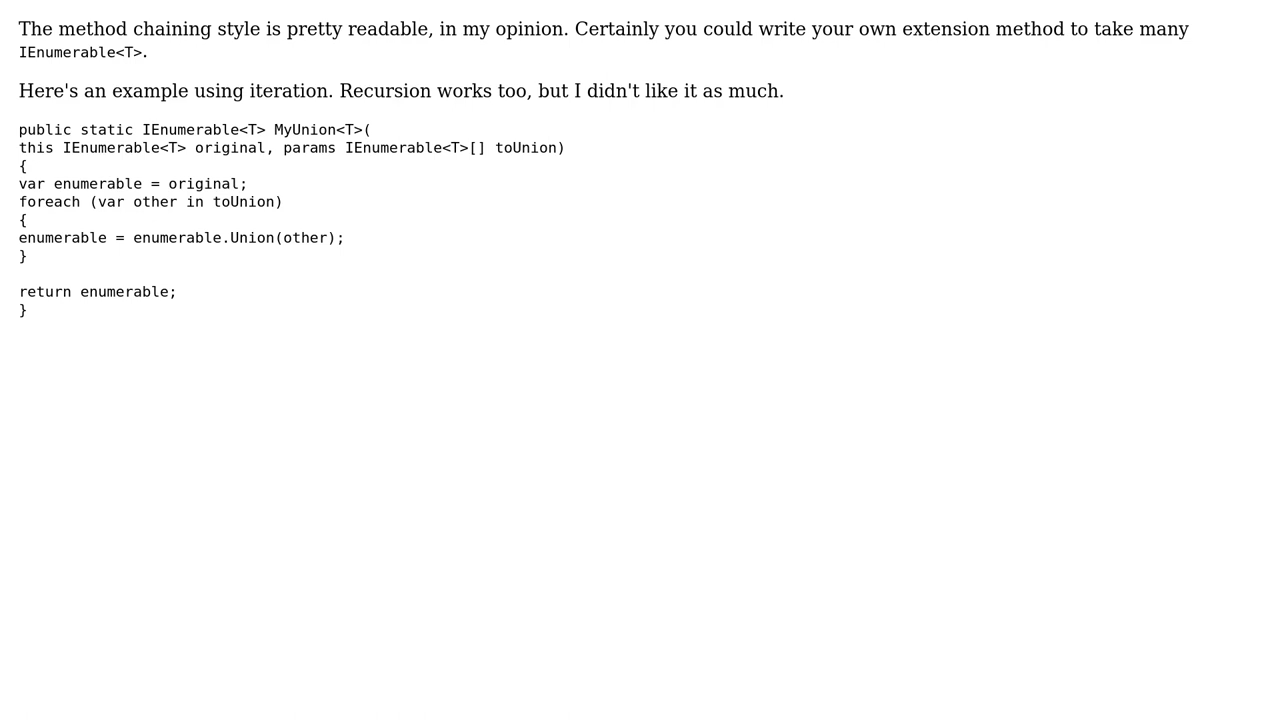 The method chaining style is pretty readable, in my opinion. Certainly you could write your own extension method to take many
IEnumerable<T>.
Here's an example using iteration. Recursion works too, but I didn't like it as much.
public static IEnumerable<T> MyUnion<T>(
this IEnumerable<T> original, params IEnumerable<T>[] toUnion)
{
var enumerable = original;
foreach (var other in toUnion)
{
enumerable = enumerable.Union(other);
}
return enumerable;
}